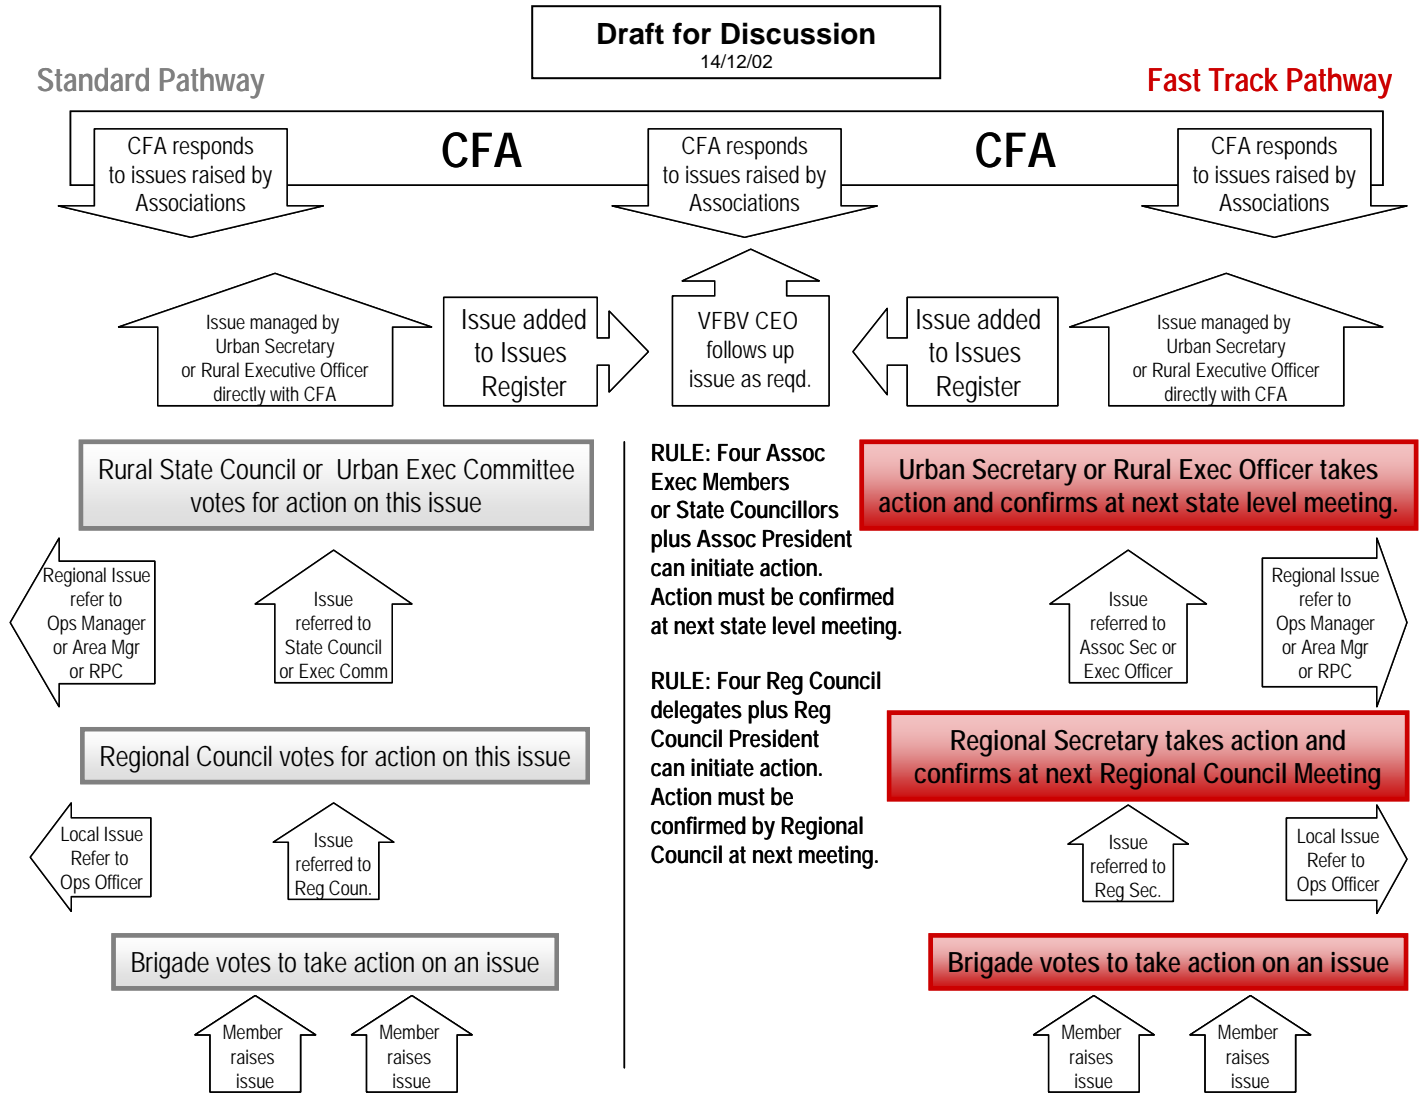 Draft for Discussion
14/12/02
Standard Pathway
Fast Track Pathway
CFA responds
to issues raised by
Associations
CFA
CFA responds
to issues raised by
Associations
CFA
CFA responds
to issues raised by
Associations
Issue managed by
Urban Secretary
or Rural Executive Officer
directly with CFA
Issue added
to Issues
Register
VFBV CEO
follows up
issue as reqd.
Issue added
to Issues
Register
Issue managed by
Urban Secretary
or Rural Executive Officer
directly with CFA
Rural State Council or Urban Exec Committee
votes for action on this issue
RULE: Four Assoc
Exec Members
or State Councillors
plus Assoc President
can initiate action.
Action must be confirmed
at next state level meeting.
Urban Secretary or Rural Exec Officer takes
action and confirms at next state level meeting.
Regional Issue
refer to
Ops Manager
or Area Mgr
or RPC
Issue
referred to
State Council
or Exec Comm
Issue
referred to
Assoc Sec or
Exec Officer
Regional Issue
refer to
Ops Manager
or Area Mgr
or RPC
RULE: Four Reg Council
delegates plus Reg
Council President
can initiate action.
Action must be
confirmed by Regional
Council at next meeting.
Regional Council votes for action on this issue
Regional Secretary takes action and
confirms at next Regional Council Meeting
Local Issue
Refer to
Ops Officer
Issue
referred to
Reg Coun.
Issue
referred to
Reg Sec.
Local Issue
Refer to
Ops Officer
Brigade votes to take action on an issue
Brigade votes to take action on an issue
Member
raises
issue
Member
raises
issue
Member
raises
issue
Member
raises
issue